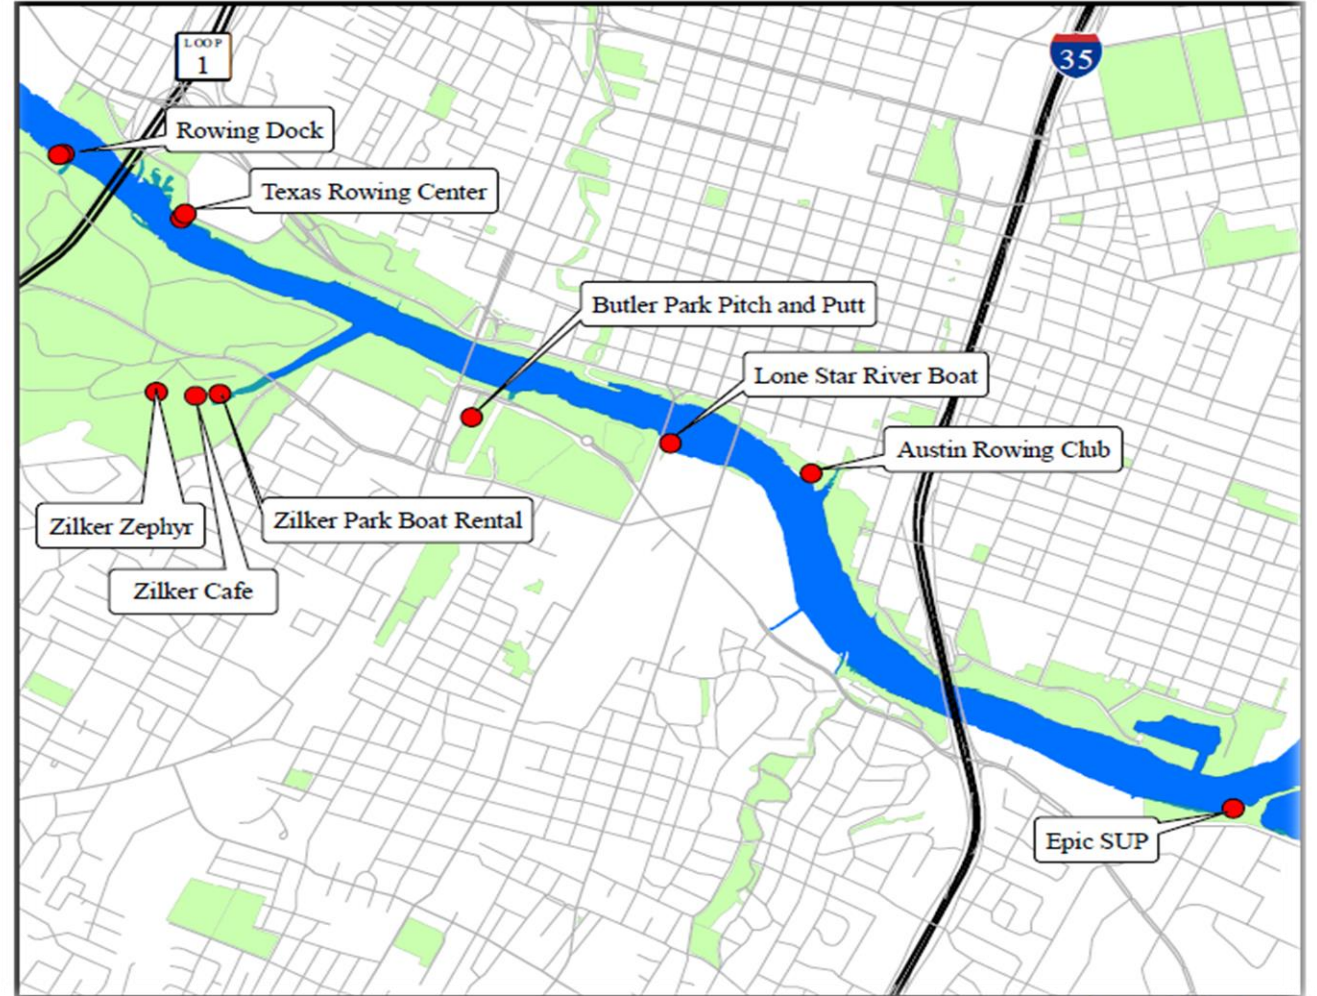 LOOP
1
35
Rowing Dock
Texas Rowing Center
Butler Park Pitch and Putt
Lone Star River Boat
Austin Rowing Club
Zilker Zephyr
Zilker Park Boat Rental
Zilker Cafe
Epic SUP